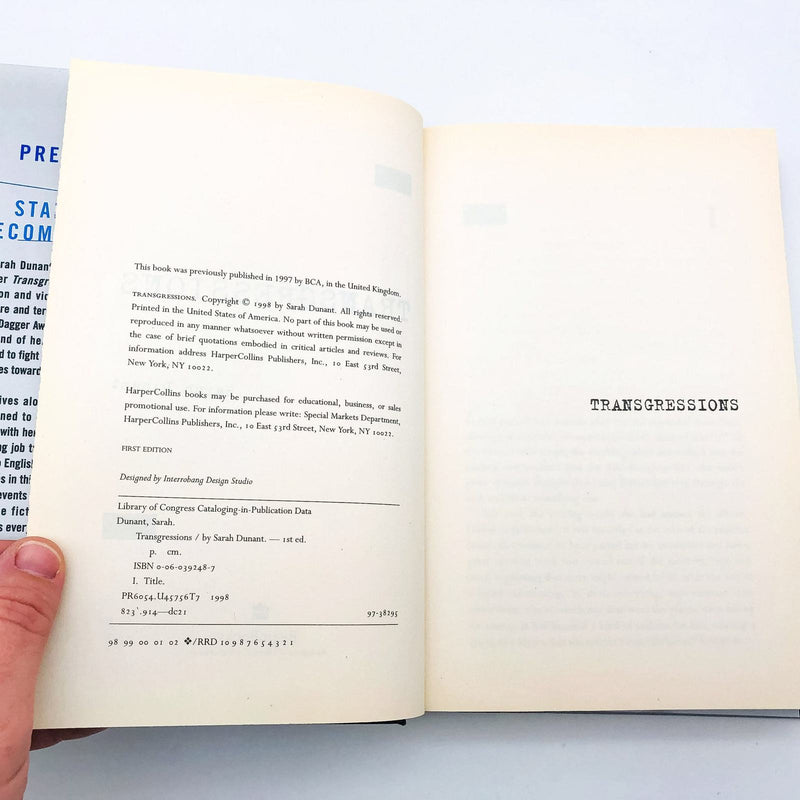 PRE
STA
ECOM
rah Dunan
er Transgr
on and vic
re and ter
Dagger Aw
nd of he
d to fight
es toward
ives alo
ned to
with her
ng job t
o English
s in thi
events
e fict
s ever
This book was previously published in 1997 by BCA, in the United Kingdom.
TRANSGRESSIONS. Copyright © 1998 by Sarah Dunant. All rights reserved.
Printed in the United States of America. No part of this book may be used or
reproduced in any manner whatsoever without written permission except in
the case of brief quotations embodied in critical articles and reviews. For
information address HarperCollins Publishers, Inc., 10 East 53rd Street,
New York, NY 10022.
HarperCollins books may be purchased for educational, business, or sales
promotional use. For information please write: Special Markets Department,
HarperCollins Publishers, Inc., 10 East 53rd Street, New York, NY 10022.
FIRST EDITION
Designed by Interrobang Design Studio
Library of Congress Cataloging-in-Publication Data
Dunant, Sarah.
Transgressions / by Sarah Dunant. — 1st ed.
p. cm.
ISBN 0-06-039248-7
I. Title.
PR6054.U45756T7 1998
823'.914—dc21 97-38295
98 99 00 01 02 ❖/RRD 10 9 8 7 6 5 4 3 2 1
TRANSGRESSIONS